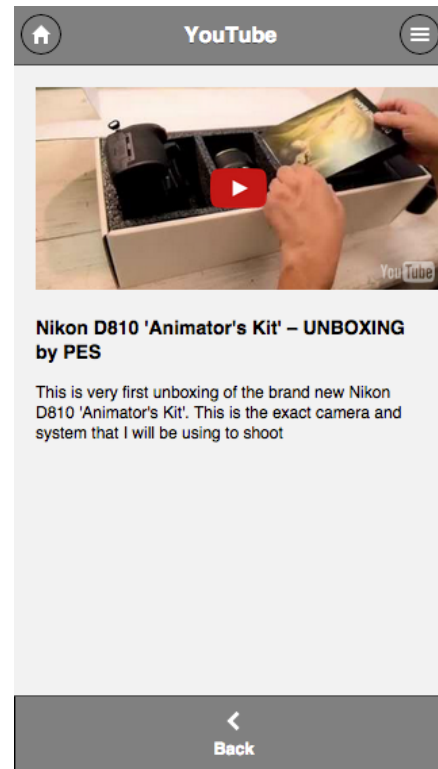 YouTube
YouTube
Nikon D810 'Animator's Kit' – UNBOXING
by PES
This is very first unboxing of the brand new Nikon
D810 'Animator's Kit'. This is the exact camera and
system that I will be using to shoot
Back